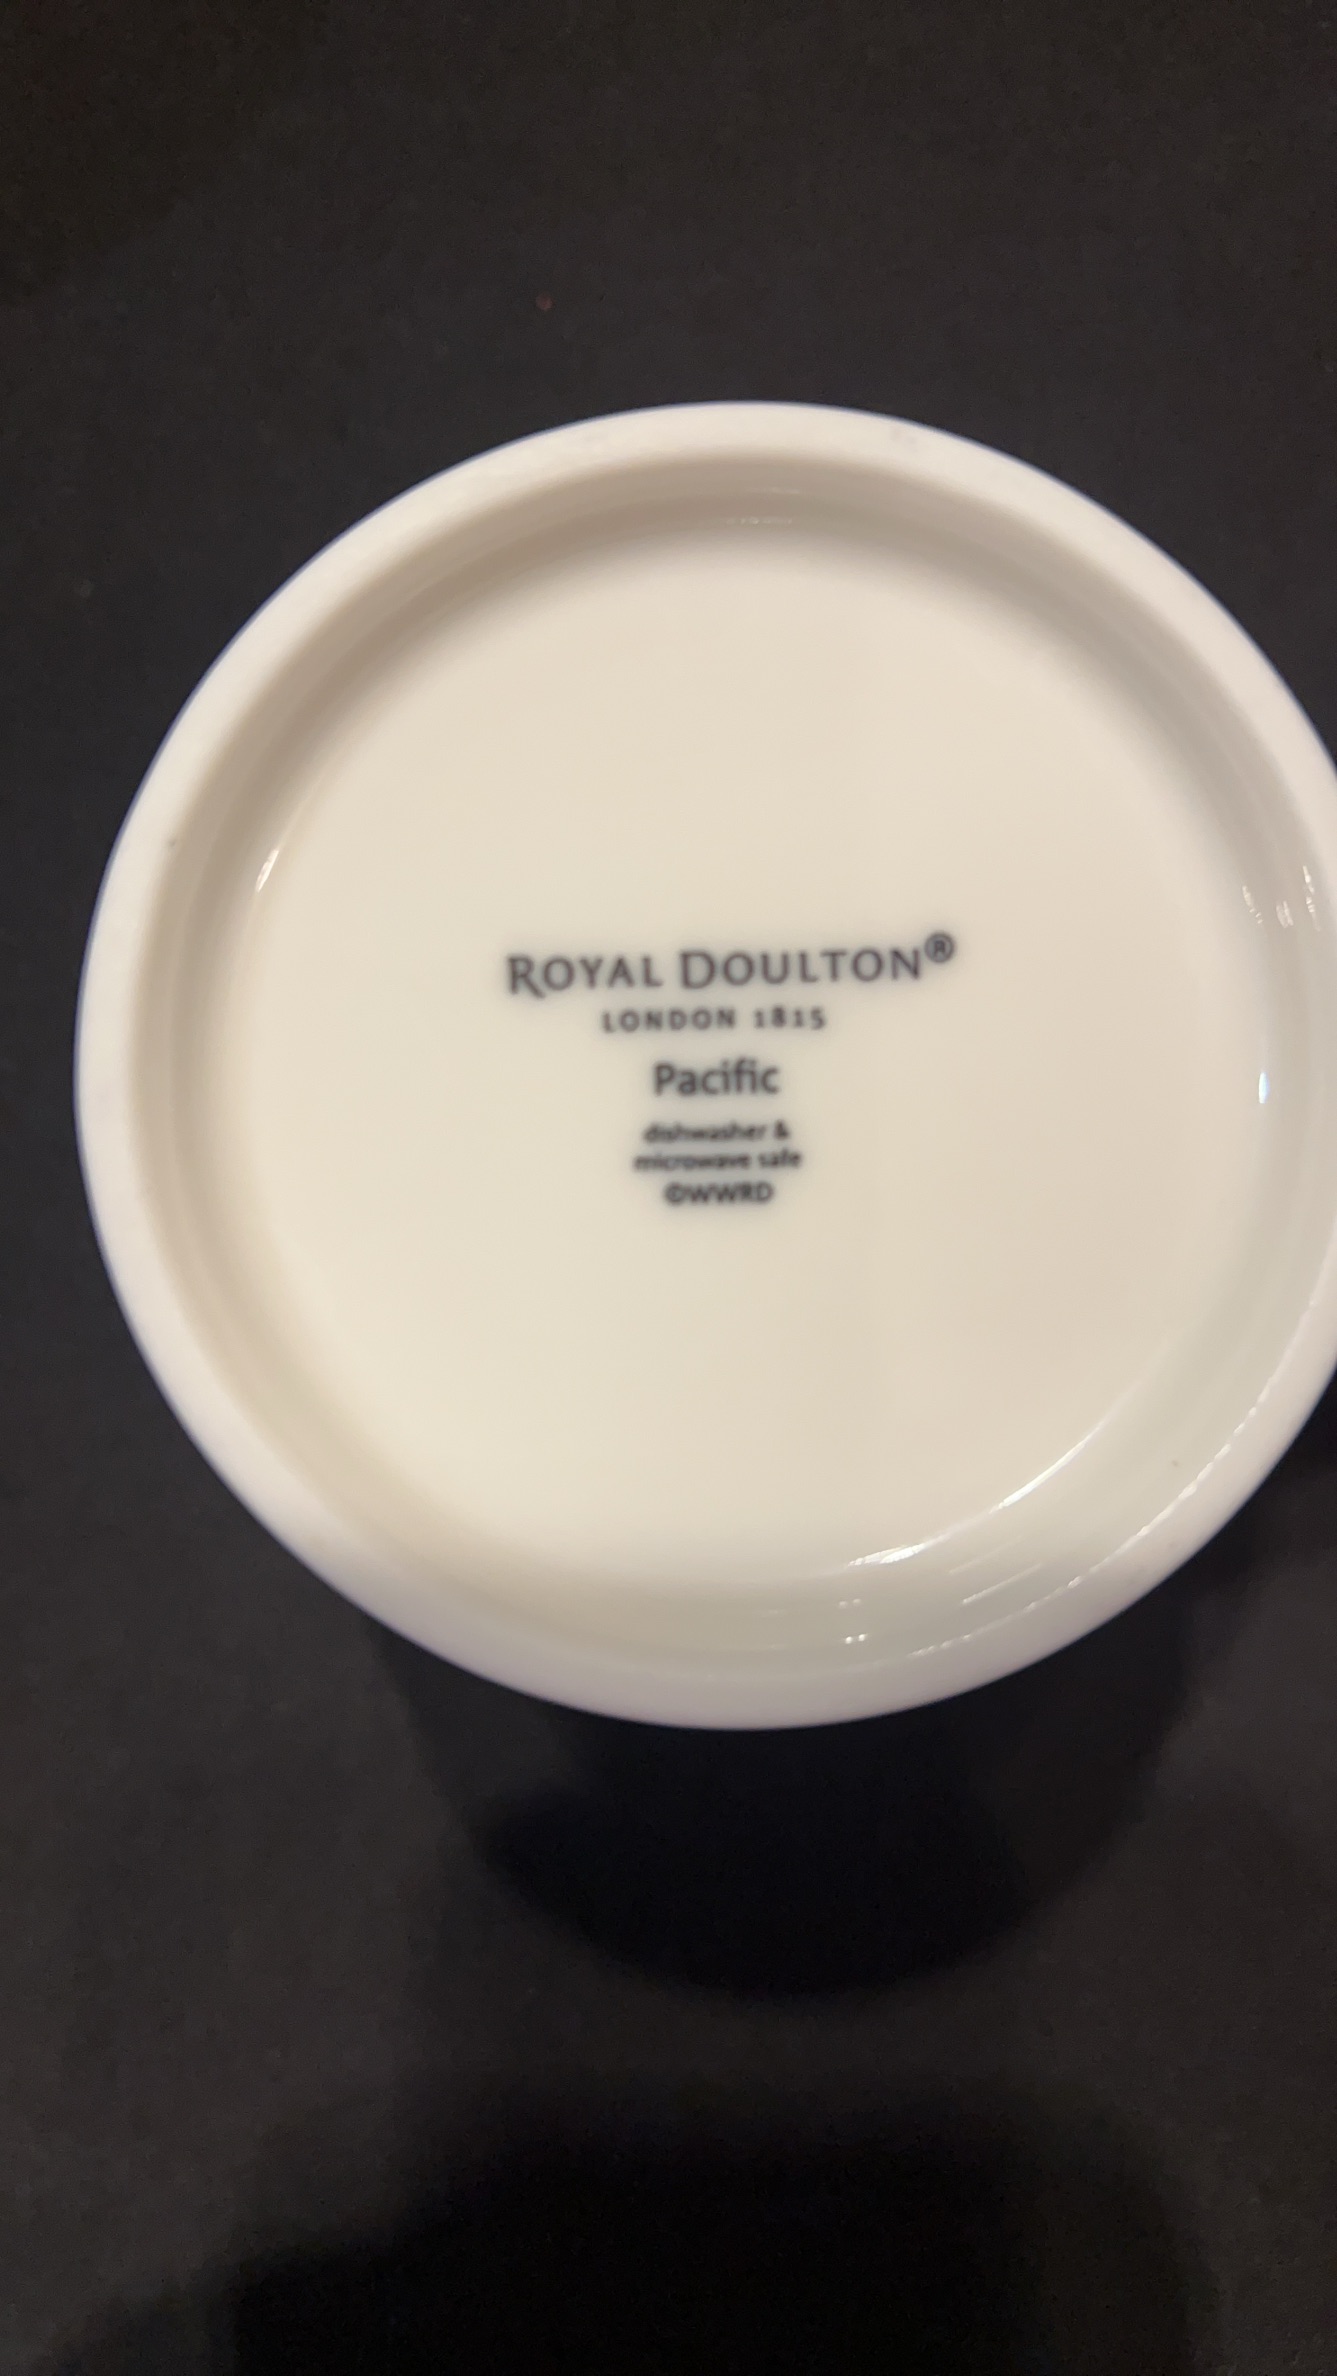 ROYAL DOULTON®
LONDON 1815
Pacific
dishwasher &
microwave safe
©WWRD